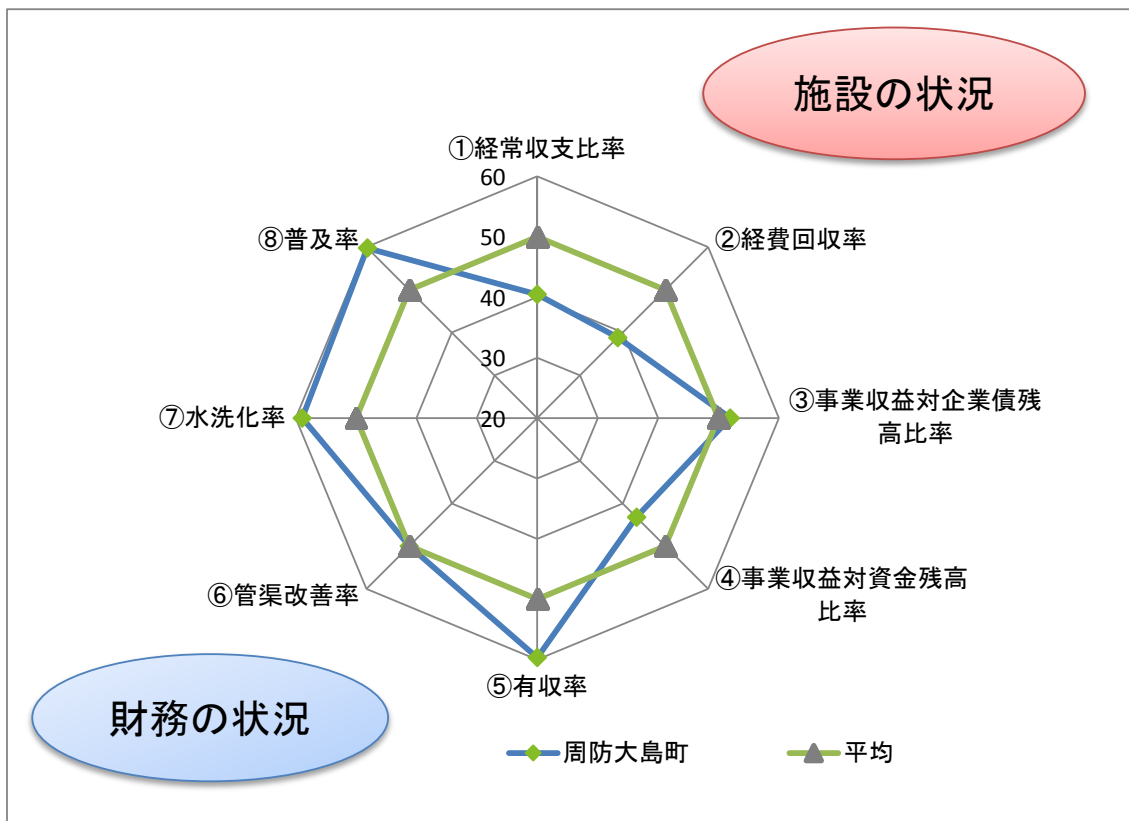 施設の状況
①経常収支比率
60
⑧普及率
50
②経費回収率
40
30
⑦水洗化率
20
③事業収益対企業債残
高比率
⑥管渠改善率
④事業収益対資金残高
比率
⑤有収率
財務の状況
周防大島町
平均